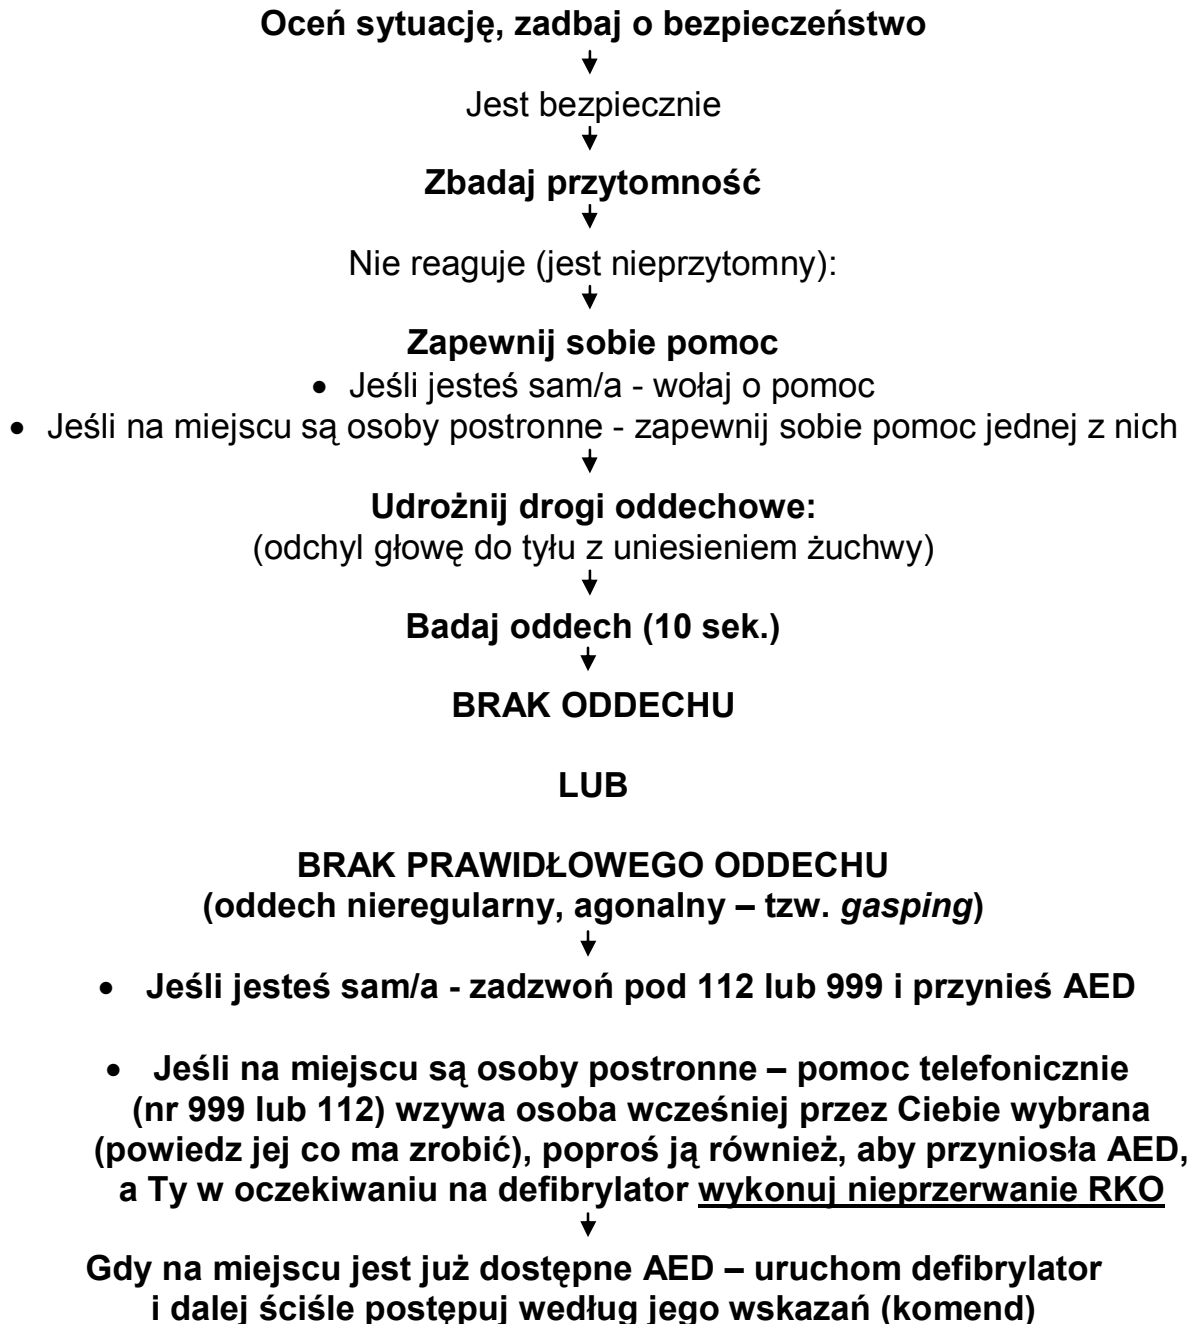 Oceń sytuację, zadbaj o bezpieczeństwo
Jest bezpiecznie
Zbadaj przytomność
Nie reaguje (jest nieprzytomny):
Zapewnij sobie pomoc
• Jeśli jesteś sam/a - wołaj o pomoc
• Jeśli na miejscu są osoby postronne - zapewnij sobie pomoc jednej z nich
Udrożnij drogi oddechowe:
(odchyl głowę do tyłu z uniesieniem żuchwy)
Badaj oddech (10 sek.)
BRAK ODDECHU
LUB
BRAK PRAWIDŁOWEGO ODDECHU
(oddech nieregularny, agonalny – tzw. gasping)
• Jeśli jesteś sam/a - zadzwoń pod 112 lub 999 i przynieś AED
• Jeśli na miejscu są osoby postronne – pomoc telefonicznie
(nr 999 lub 112) wzywa osoba wcześniej przez Ciebie wybrana
(powiedz jej co ma zrobić), poproś ją również, aby przyniosła AED,
a Ty w oczekiwaniu na defibrylator wykonuj nieprzerwanie RKO
Gdy na miejscu jest już dostępne AED – uruchom defibrylator
i dalej ściśle postępuj według jego wskazań (komend)